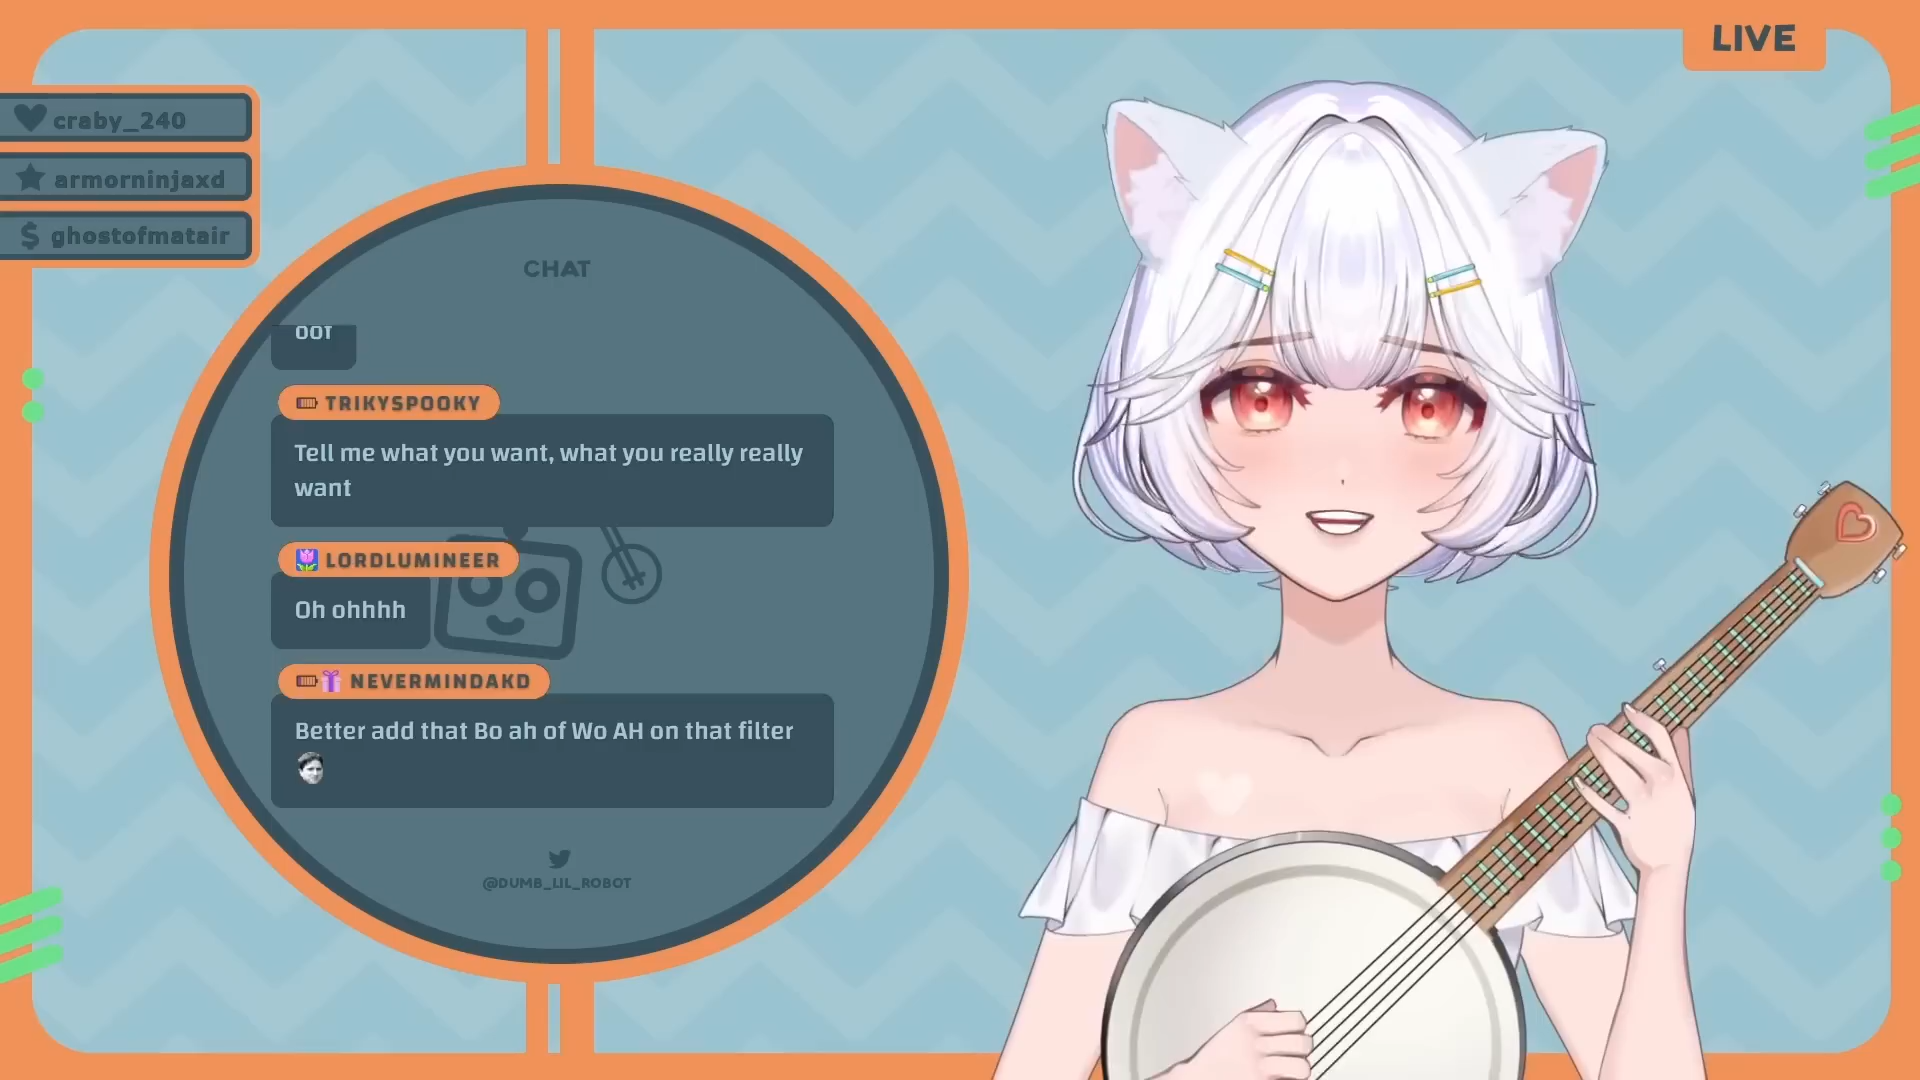 LIVE
craby_240
armorninjaxd
$ ghostofmatair
CHAT
oof
TRIKYSPOOKY
Tell me what you want, what you really really
want
LORDLUMINEER
Oh ohhhh
NEVERMINDAKD
Better add that Bo ah of Wo AH on that filter
@DUMB_LIL_ROBOT